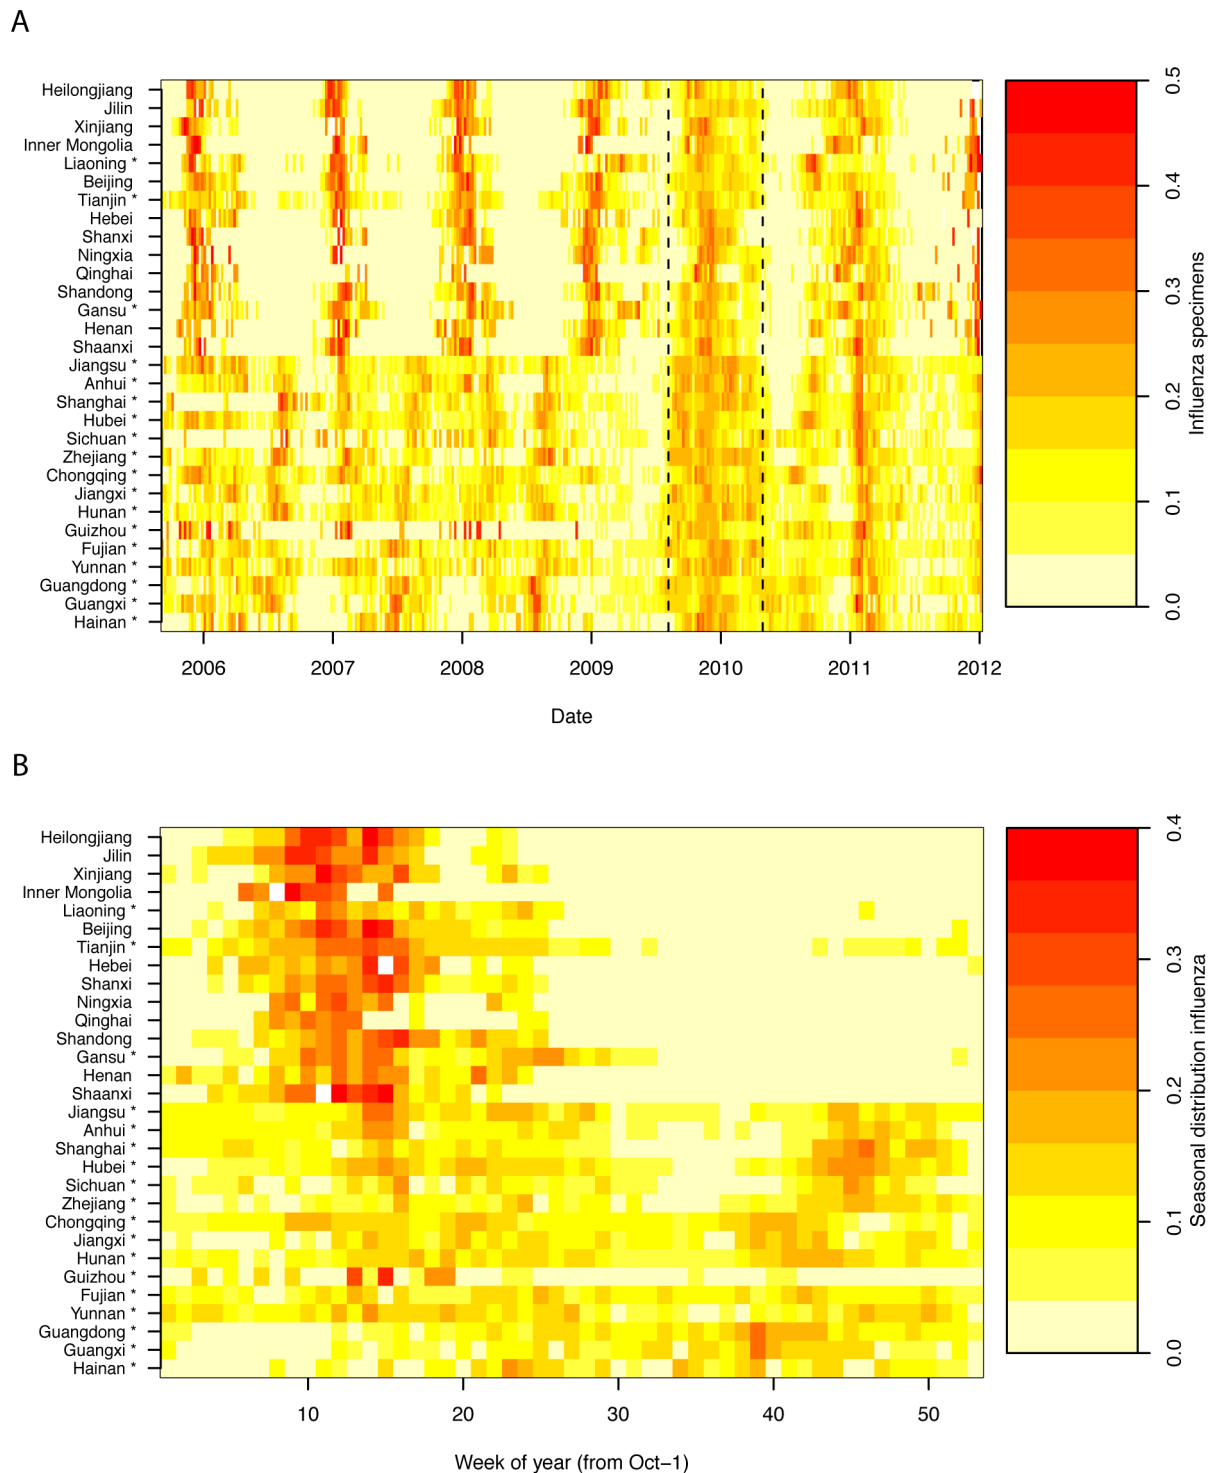 A
Heilongjiang
Jilin
Xinjiang
Inner Mongolia
Liaoning *
Beijing
Tianjin *
Hebei
Shanxi
Ningxia
Qinghai
Shandong
Gansu *
Henan
Shaanxi
Jiangsu *
Anhui *
Shanghai *
Hubei *
Sichuan *
Zhejiang *
Chongqing *
Jiangxi *
Hunan *
Guizhou *
Fujian *
Yunnan *
Guangdong *
Guangxi *
Hainan *
2006 2007 2008 2009 2010 2011 2012
Date
0.0 0.1 0.2 0.3 0.4 0.5
Influenza specimens
B
Heilongjiang
Jilin
Xinjiang
Inner Mongolia
Liaoning *
Beijing
Tianjin *
Hebei
Shanxi
Ningxia
Qinghai
Shandong
Gansu *
Henan
Shaanxi
Jiangsu *
Anhui *
Shanghai *
Hubei *
Sichuan *
Zhejiang *
Chongqing *
Jiangxi *
Hunan *
Guizhou *
Fujian *
Yunnan *
Guangdong *
Guangxi *
Hainan *
10 20 30 40 50
Week of year (from Oct−1)
0.0 0.1 0.2 0.3 0.4
Seasonal distribution influenza